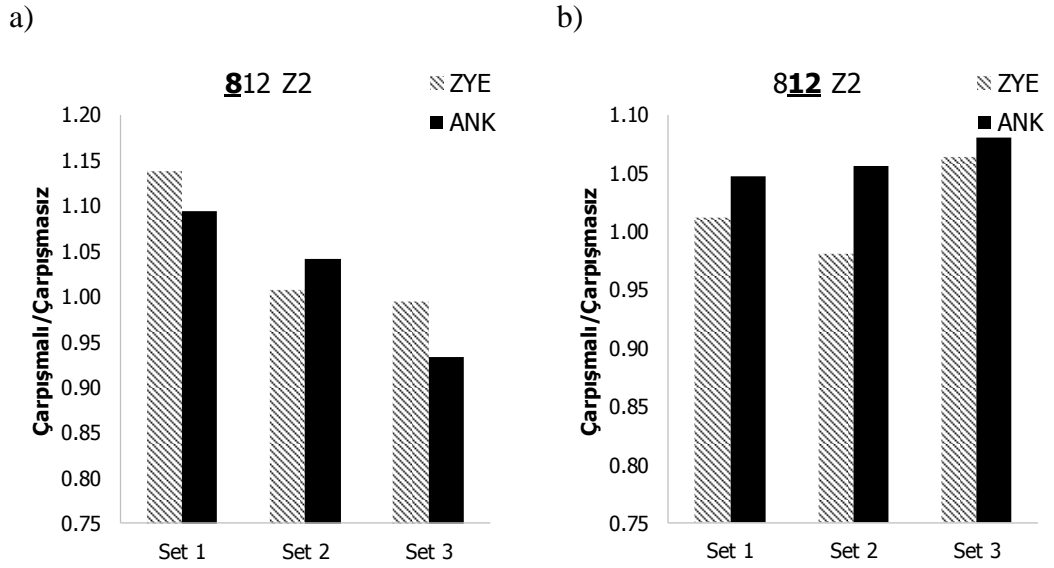 a)
812 Z2
ZYE
ANK
Çarpışmalı/Çarpışmasız
1.20
1.15
1.10
1.05
1.00
0.95
0.90
0.85
0.80
0.75
Set 1 Set 2 Set 3
b)
812 Z2
ZYE
ANK
Çarpışmalı/Çarpışmasız
1.10
1.05
1.00
0.95
0.90
0.85
0.80
0.75
Set 1 Set 2 Set 3